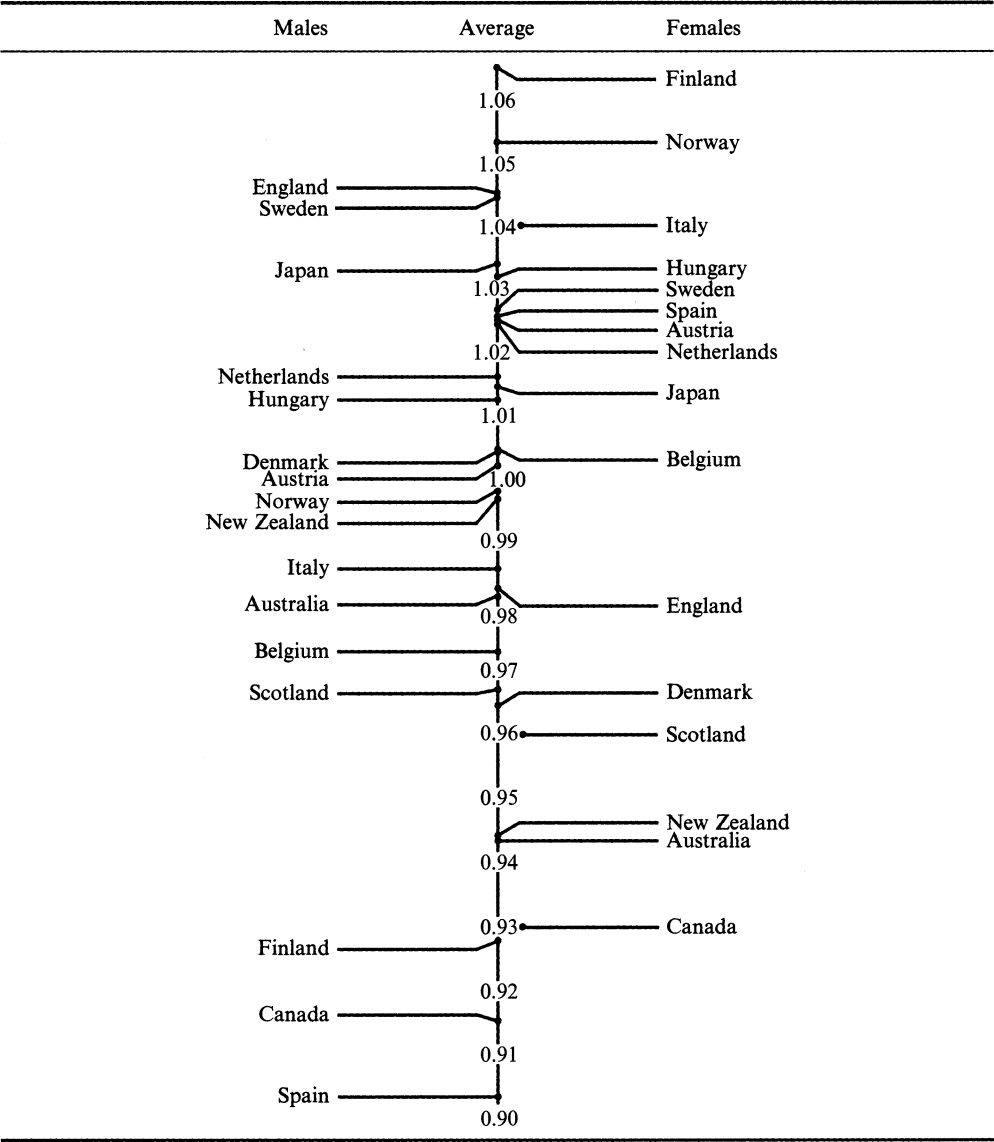 Males Average Females
Finland
1.06
Norway
1.05
England
Sweden
1.04 Italy
Japan Hungary
1.03 Sweden
Spain
Austria
1.02 Netherlands
Netherlands
Japan
Hungary
1.01
Denmark Belgium
Austria 1.00
Norway
New Zealand
0.99
Italy
Australia England
0.98
Belgium
0.97
Scotland Denmark
0.96 Scotland
0.95
New Zealand
Australia
0.94
0.93 Canada
Finland
0.92
Canada
0.91
Spain
0.90